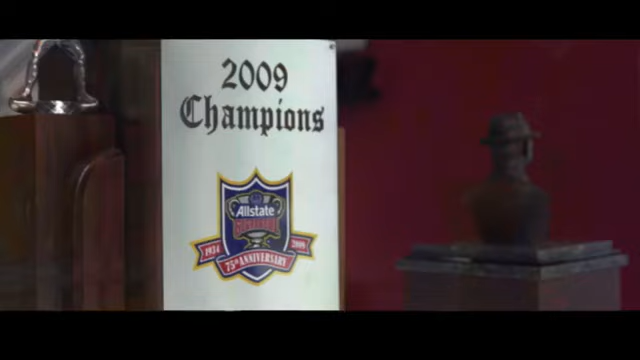 2009
Champions
Allstate
1934
2009
75th ANNIVERSARY